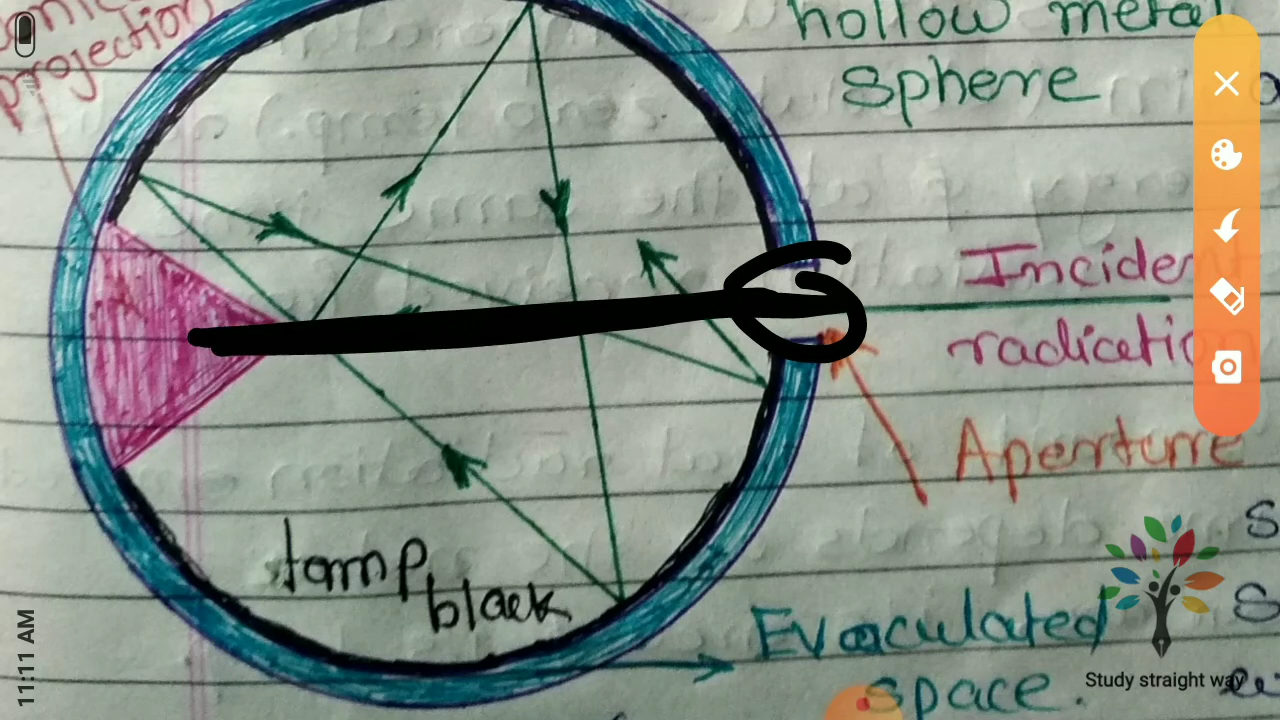 projection
hollow metal
sphere
Inciden
radiatio
Aperture
lamp
black
Evaculated
space.
Study straight way
11:11 AM